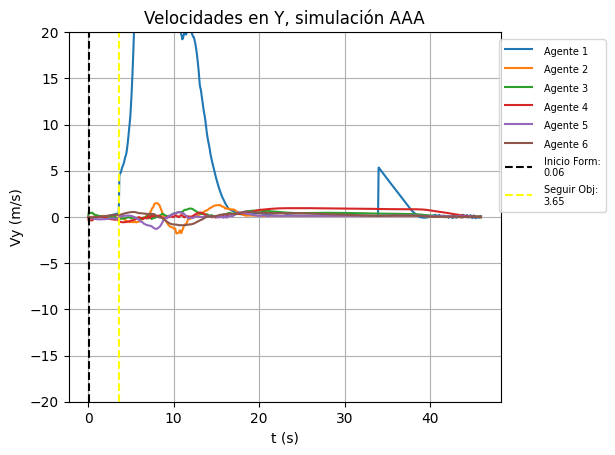 Velocidades en Y, simulación AAA
20
15
10
5
0
−5
−10
−15
−20
Vy (m/s)
0
10
20
30
40
t (s)
Agente 1
Agente 2
Agente 3
Agente 4
Agente 5
Agente 6
Inicio Form:
0.06
Seguir Obj:
3.65